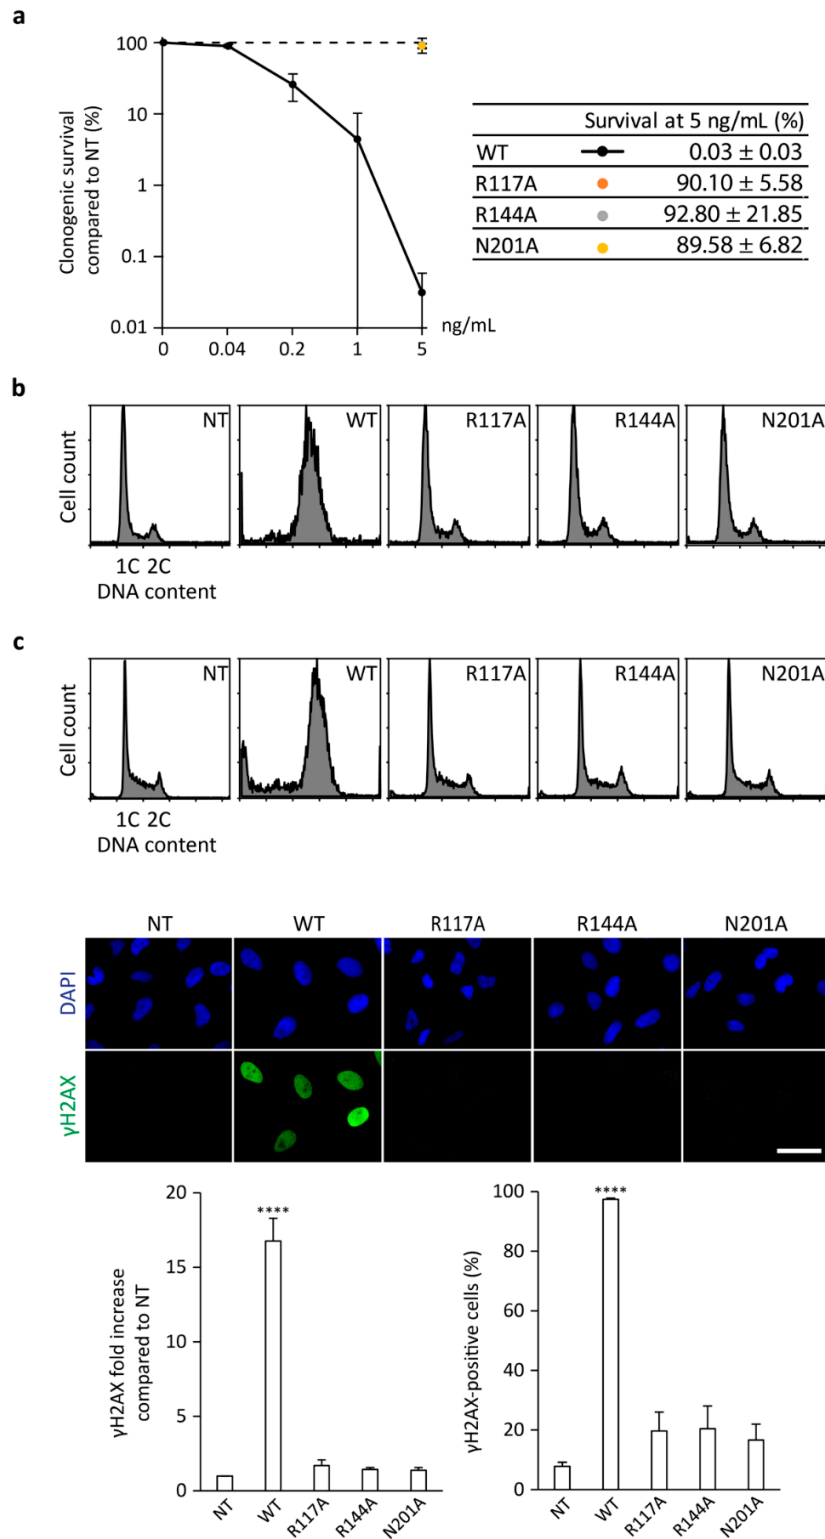 a
100
10
1
0.1
0.01
Clonogenic survival
compared to NT (%)
0
0.04
0.2
1
5
ng/mL
Survival at 5 ng/mL (%)
WT 0.03 ± 0.03
R117A 90.10 ± 5.58
R144A 92.80 ± 21.85
N201A 89.58 ± 6.82
b
Cell count
NT
WT
R117A
R144A
N201A
1C 2C
DNA content
c
Cell count
NT
WT
R117A
R144A
N201A
1C 2C
DNA content
NT
WT
R117A
R144A
N201A
DAPI
γH2AX
20
15
10
5
0
γH2AX fold increase
compared to NT
****
NT
WT
R117A
R144A
N201A
100
80
60
40
20
0
γH2AX-positive cells (%)
****
NT
WT
R117A
R144A
N201A